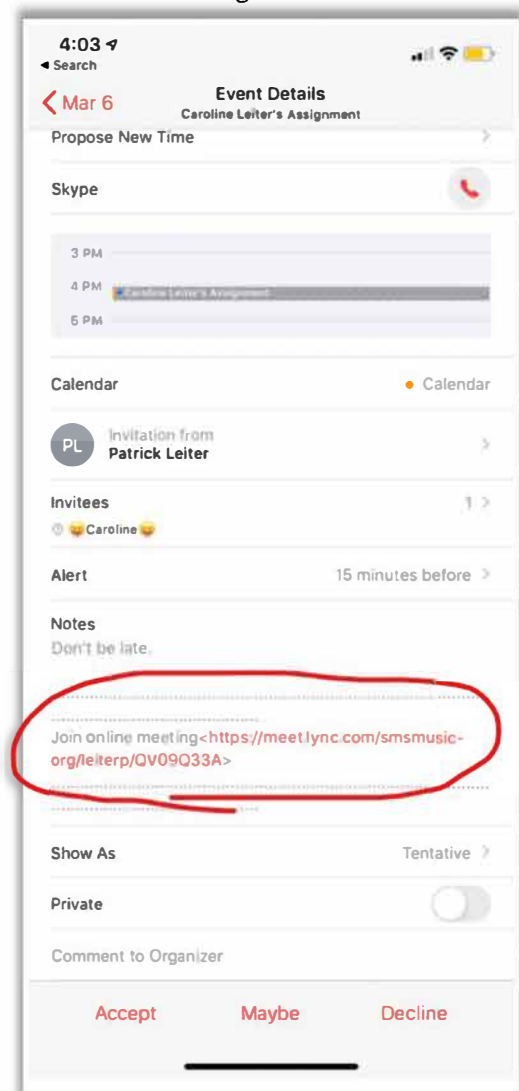 4:03
◀ Search
Mar 6
Event Details
Caroline Leiter's Assignment
Propose New Time
Skype
3 PM
4 PM
Caroline Leiter's Assignment
5 PM
Calendar
Calendar
PL
Invitation from
Patrick Leiter
Invitees
1
😝Caroline😝
Alert
15 minutes before
Notes
Don't be late.
Join online meeting<https://meet.lync.com/smsmusic-
org/leiterp/QV09Q33A>
Show As
Tentative
Private
Comment to Organizer
Accept
Maybe
Decline